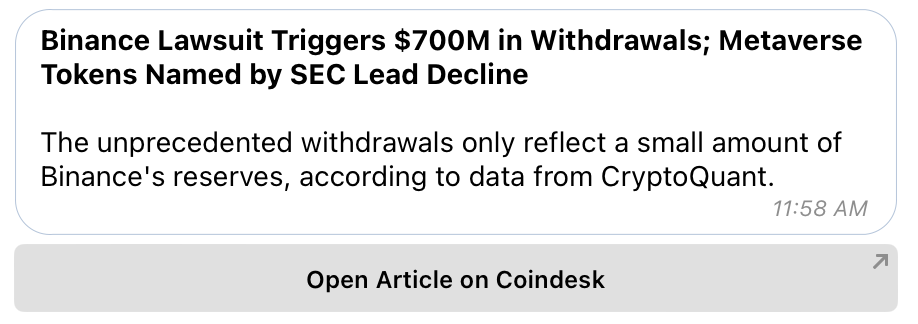 Binance Lawsuit Triggers $700M in Withdrawals; Metaverse
Tokens Named by SEC Lead Decline
The unprecedented withdrawals only reflect a small amount of
Binance's reserves, according to data from CryptoQuant.
11:58 AM
Open Article on Coindesk